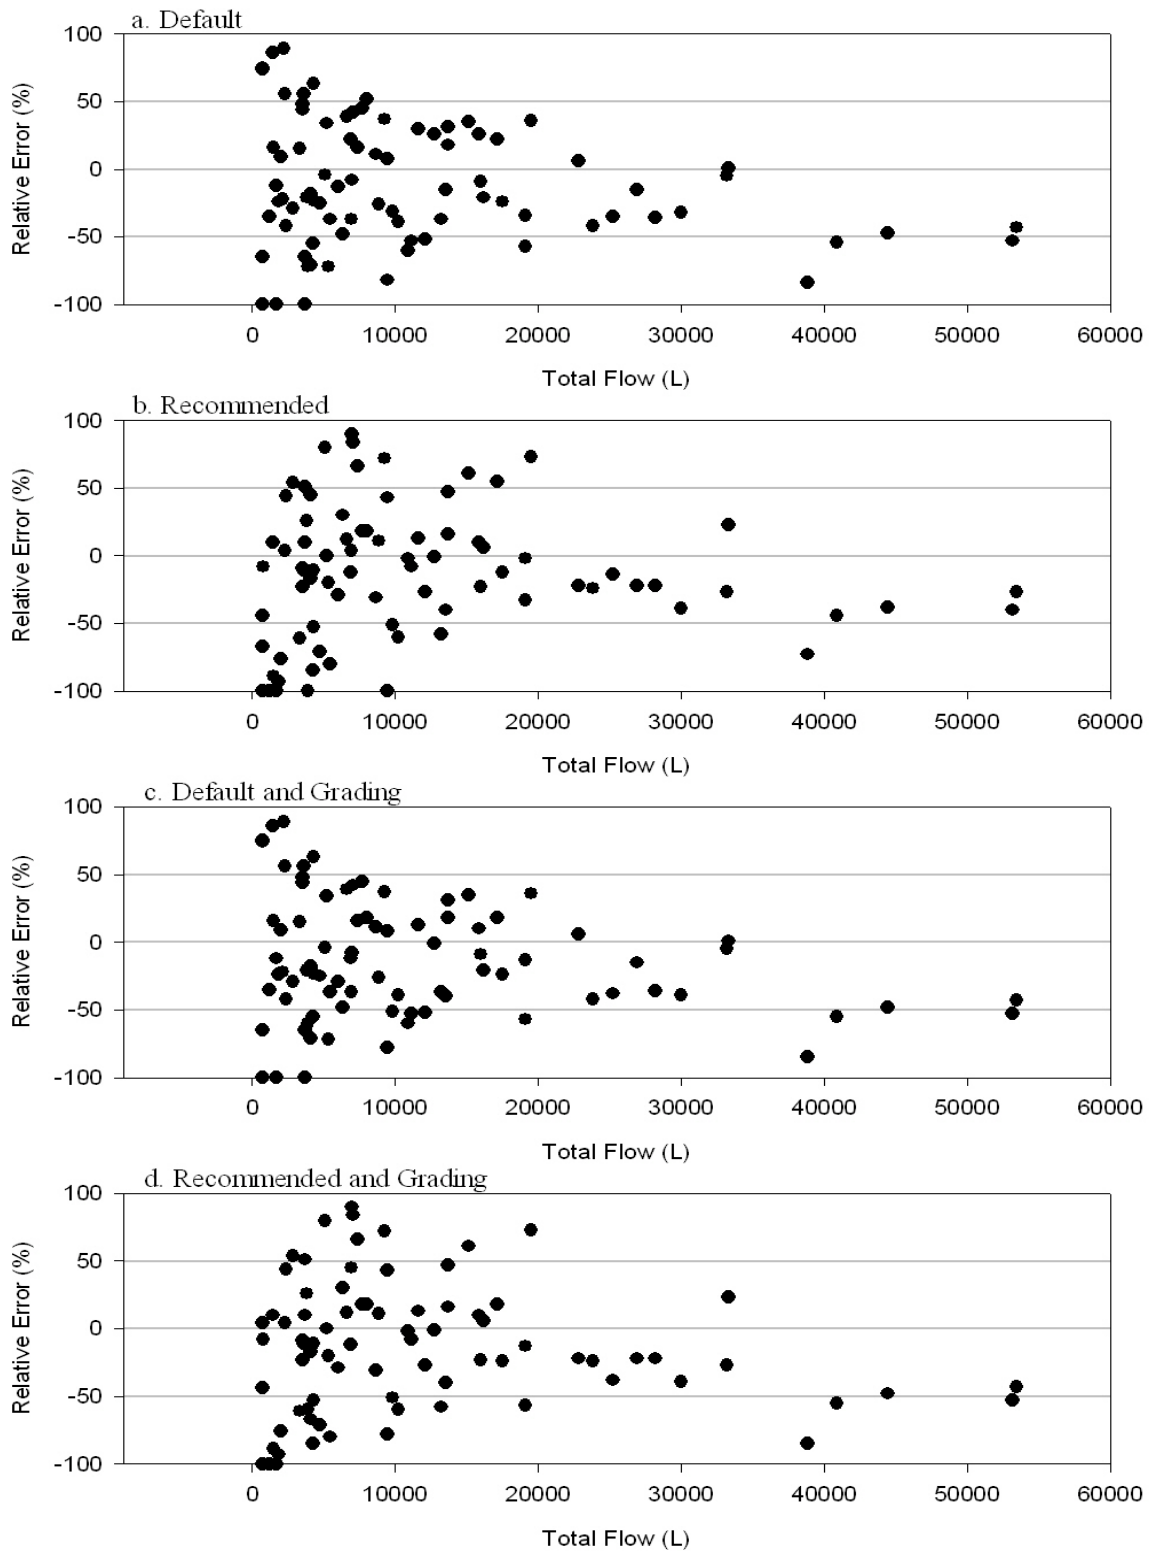 a. Default
100
50
0
-50
-100
Relative Error (%)
0 10000 20000 30000 40000 50000 60000
Total Flow (L)
b. Recommended
100
50
0
-50
-100
Relative Error (%)
0 10000 20000 30000 40000 50000 60000
Total Flow (L)
c. Default and Grading
100
50
0
-50
-100
Relative Error (%)
0 10000 20000 30000 40000 50000 60000
Total Flow (L)
d. Recommended and Grading
100
50
0
-50
-100
Relative Error (%)
0 10000 20000 30000 40000 50000 60000
Total Flow (L)